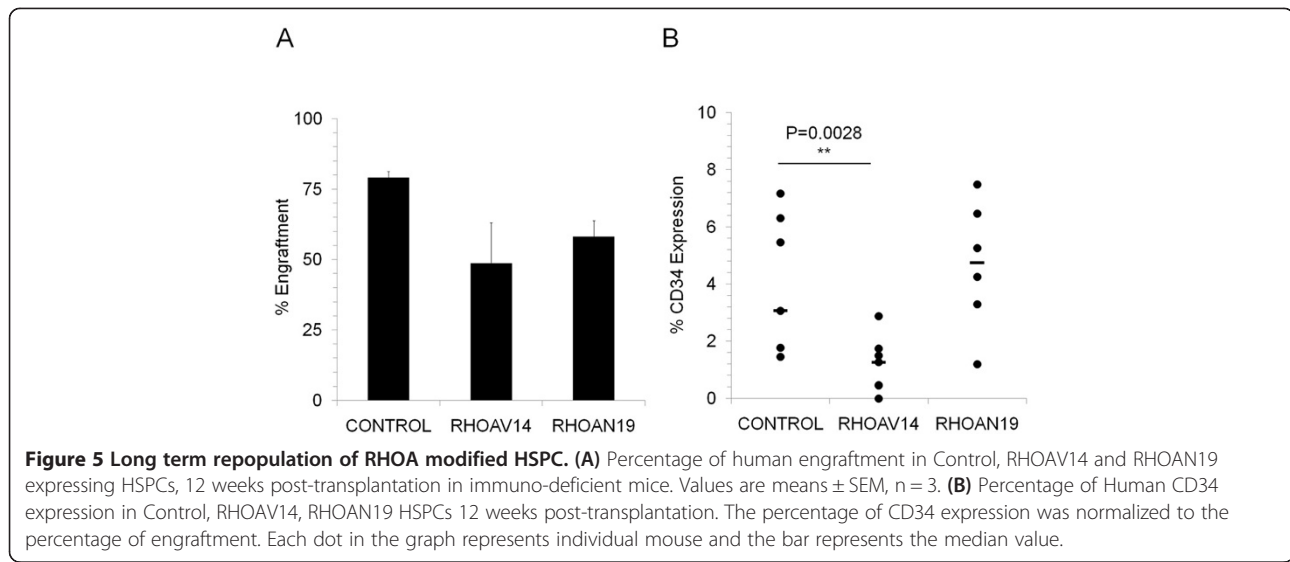 A
B
% Engraftment
100
75
50
25
0
CONTROL RHOAV14 RHOAN19
% CD34 Expression
10
8
6
4
2
0
P=0.0028
**
CONTROL RHOAV14 RHOAN19
Figure 5 Long term repopulation of RHOA modified HSPC. (A) Percentage of human engraftment in Control, RHOAV14 and RHOAN19
expressing HSPCs, 12 weeks post-transplantation in immuno-deficient mice. Values are means ± SEM, n = 3. (B) Percentage of Human CD34
expression in Control, RHOAV14, RHOAN19 HSPCs 12 weeks post-transplantation. The percentage of CD34 expression was normalized to the
percentage of engraftment. Each dot in the graph represents individual mouse and the bar represents the median value.